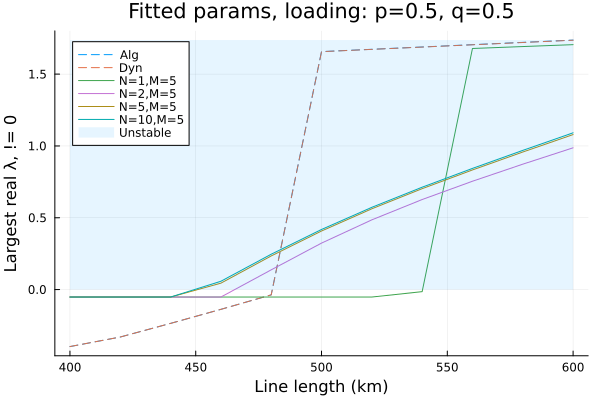 Fitted params, loading: p=0.5, q=0.5
Alg
Dyn
N=1,M=5
N=2,M=5
N=5,M=5
N=10,M=5
Unstable
Largest real λ, != 0
1.5
1.0
0.5
0.0
400
450
500
550
600
Line length (km)